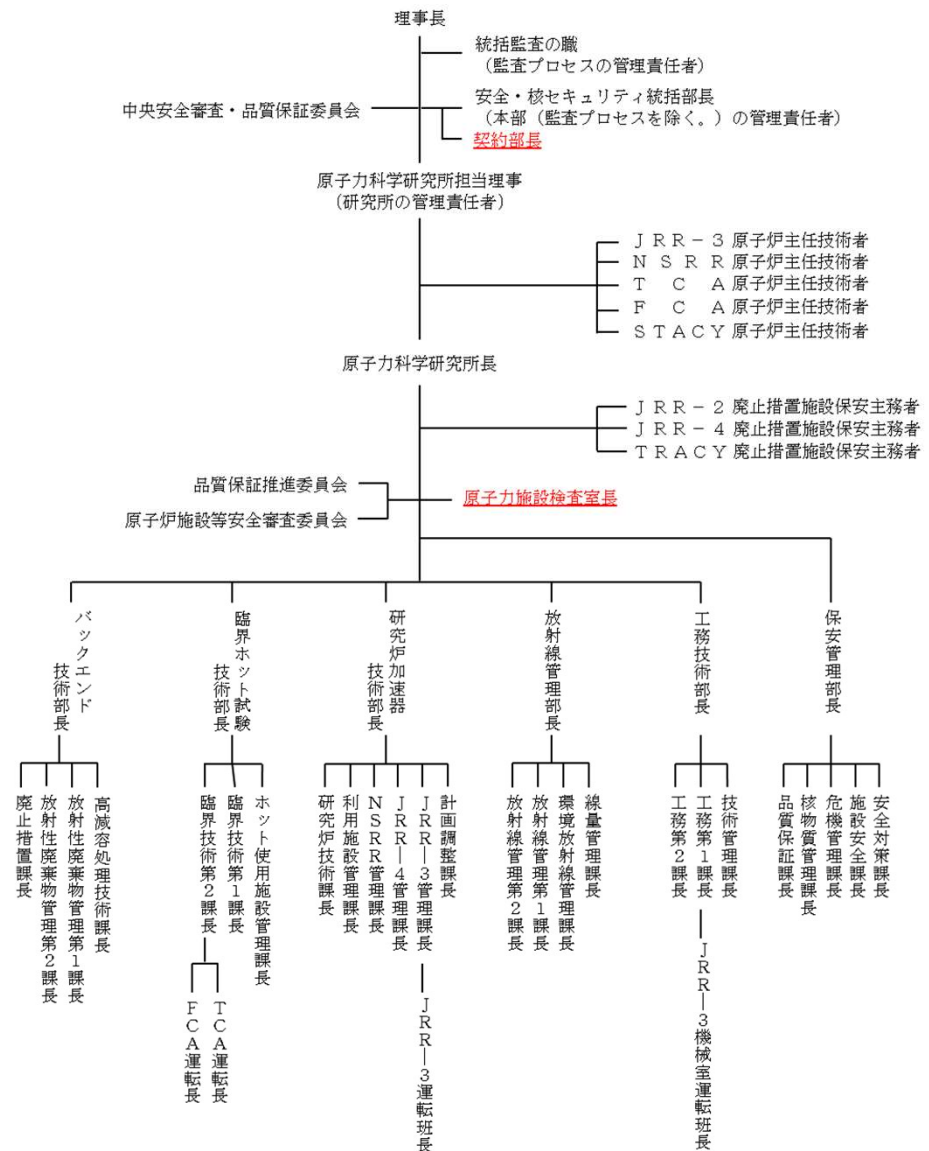 理事長
統括監査の職
（監査プロセスの管理責任者）
中央安全審査・品質保証委員会
安全・核セキュリティ統括部長
（本部（監査プロセスを除く。）の管理責任者）
契約部長
原子力科学研究所担当理事
（研究所の管理責任者）
ＪＲＲ－３原子炉主任技術者
ＮＳＲＲ原子炉主任技術者
ＴＣＡ原子炉主任技術者
ＦＣＡ原子炉主任技術者
ＳＴＡＣＹ原子炉主任技術者
原子力科学研究所長
ＪＲＲ－２廃止措置施設保安主務者
ＪＲＲ－４廃止措置施設保安主務者
ＴＲＡＣＹ廃止措置施設保安主務者
品質保証推進委員会
原子力施設検査室長
原子炉施設等安全審査委員会
バックエンド
技術部長
臨界ホット試験
技術部長
研究炉加速器
技術部長
放射線管理部長
工務技術部長
保安管理部長
廃止措置課長
放射性廃棄物管理第２課長
放射性廃棄物管理第１課長
高減容処理技術課長
臨界技術第２課長
臨界技術第１課長
ホット使用施設管理課長
研究炉技術課長
利用施設管理課長
ＮＳＲＲ管理課長
ＪＲＲ－４管理課長
ＪＲＲ－３管理課長
計画調整課長
放射線管理第２課長
放射線管理第１課長
環境放射線管理課長
線量管理課長
工務第２課長
工務第１課長
技術管理課長
品質保証課長
核物質管理課長
危機管理課長
施設安全課長
安全対策課長
ＦＣＡ運転長
ＴＣＡ運転長
ＪＲＲ－３運転班長
ＪＲＲ－３機械室運転班長